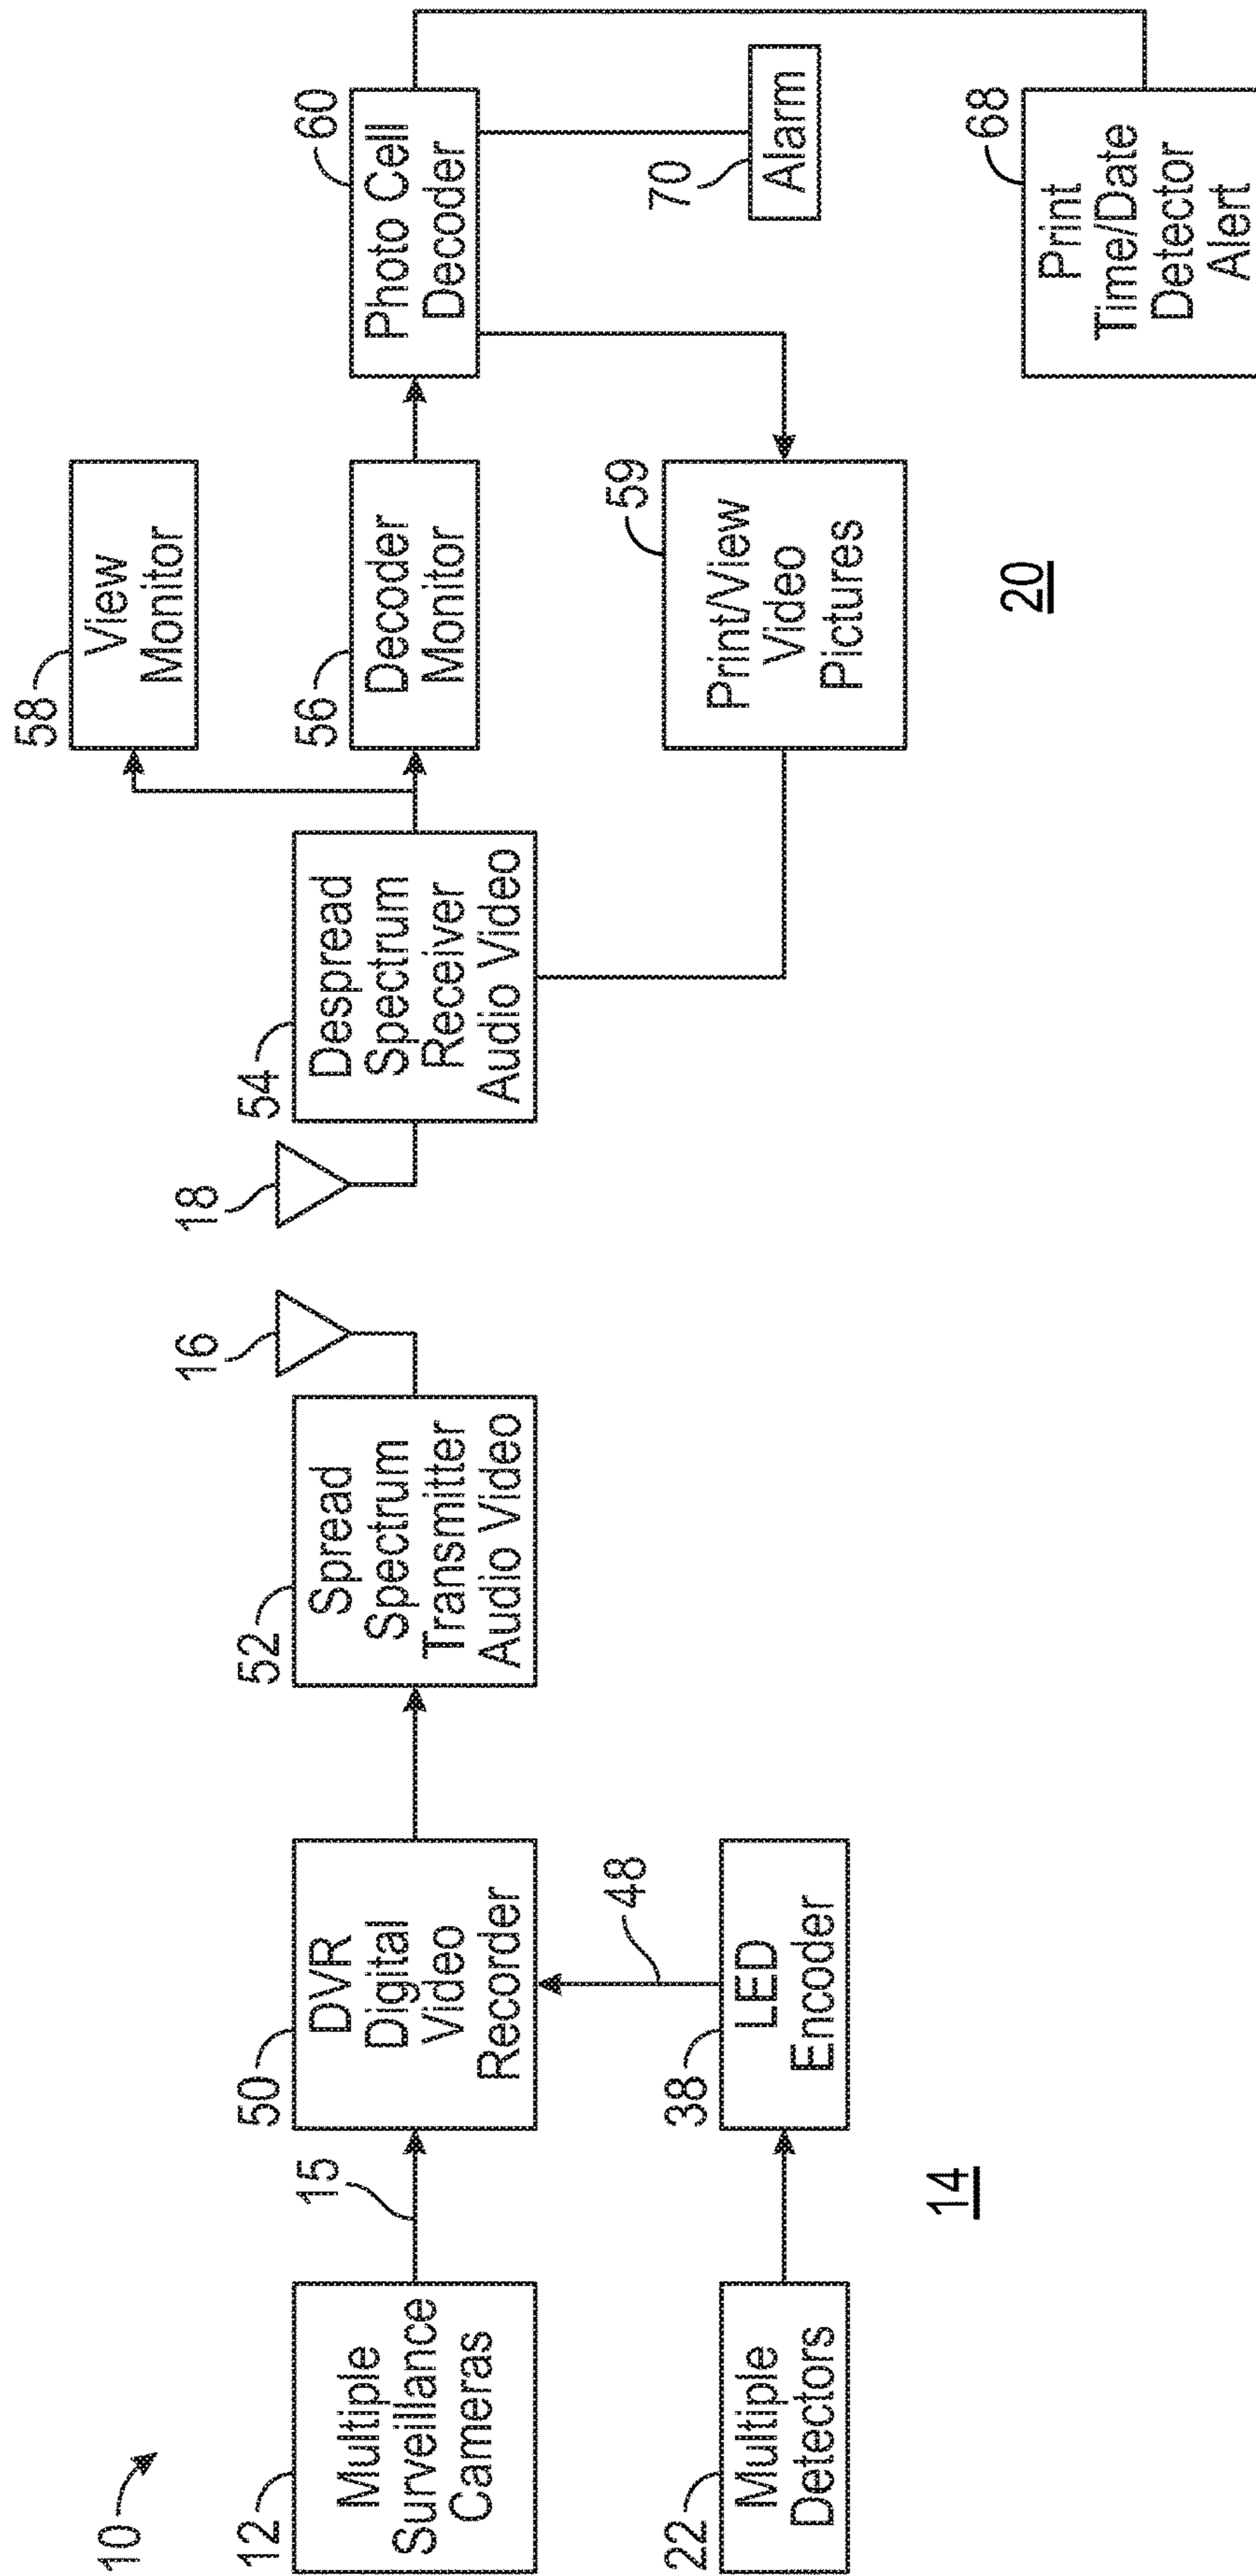 10
12
Multiple
Surveillance
Cameras
15
50
DVR
Digital
Video
Recorder
48
22
Multiple
Detectors
38
LED
Encoder
14
52
Spread
Spectrum
Transmitter
Audio Video
16
18
54
Despread
Spectrum
Receiver
Audio Video
58
View
Monitor
56
Decoder
Monitor
59
Print/View
Video
Pictures
20
60
Photo Cell
Decoder
70
Alarm
68
Print
Time/Date
Detector
Alert